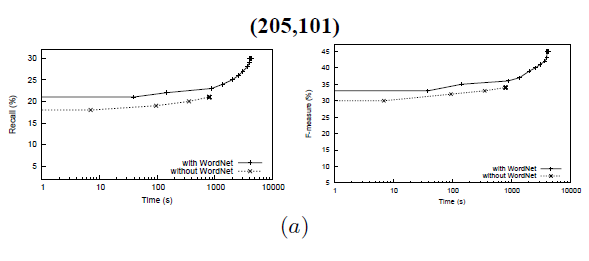 (205,101)
30
25
20
15
10
5
Recall (%)
with WordNet
without WordNet
1 10 100 1000 10000
Time (s)
45
40
35
30
25
20
15
10
5
F-measure (%)
with WordNet
without WordNet
1 10 100 1000 10000
Time (s)
(a)